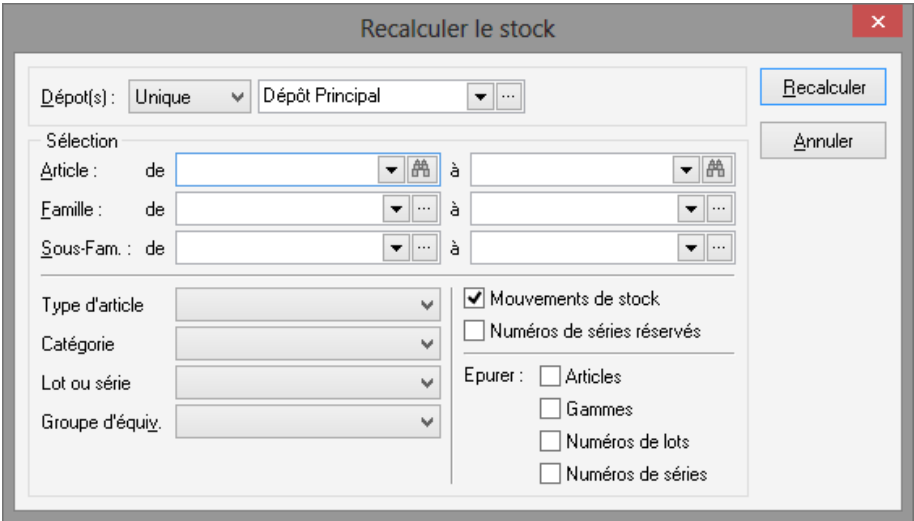 Recalculer le stock
Dépot(s) : Unique Dépôt Principal
Recalculer
Annuler
Sélection
Article : de à
Famille : de à
Sous-Fam. : de à
Type d'article
Catégorie
Lot ou série
Groupe d'équiv.
Mouvements de stock
Numéros de séries réservés
Epurer : Articles
Gammes
Numéros de lots
Numéros de séries